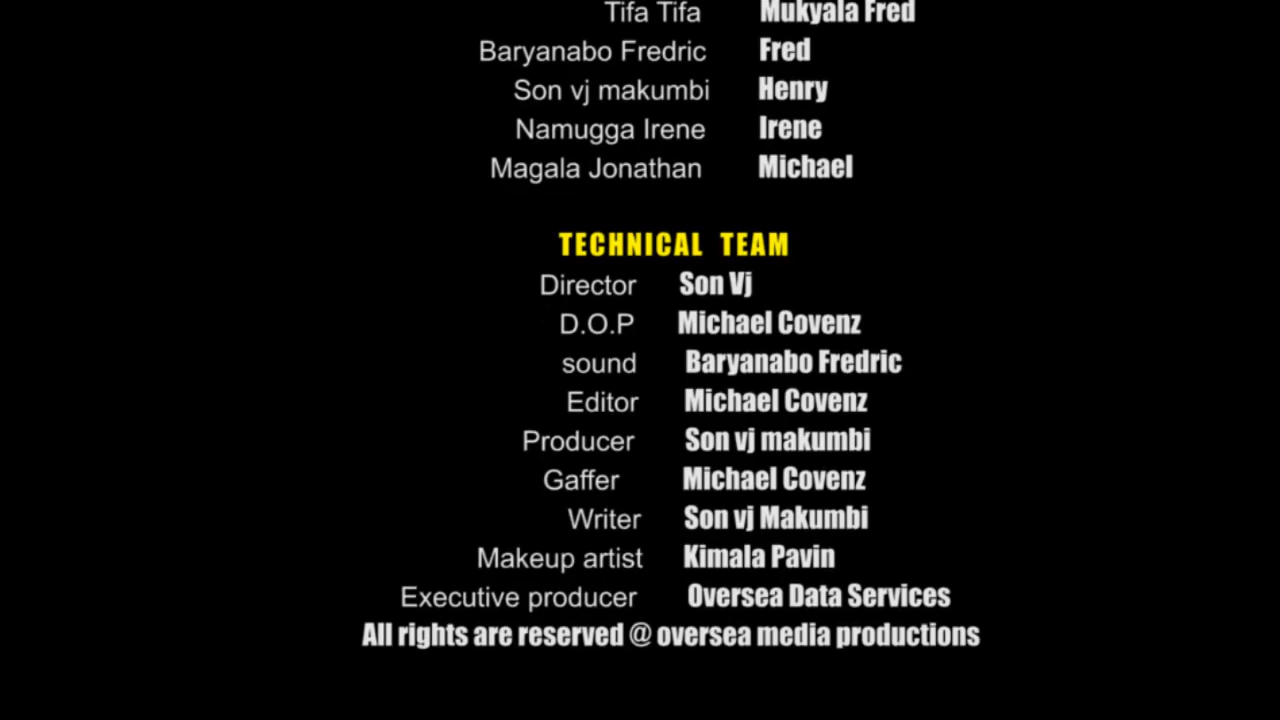 Tifa Tifa Mukyala Fred
Baryanabo Fredric Fred
Son vj makumbi Henry
Namugga Irene Irene
Magala Jonathan Michael
TECHNICAL TEAM
Director Son Vj
D.O.P Michael Covenz
sound Baryanabo Fredric
Editor Michael Covenz
Producer Son vj makumbi
Gaffer Michael Covenz
Writer Son vj Makumbi
Makeup artist Kimala Pavin
Executive producer Oversea Data Services
All rights are reserved @ oversea media productions